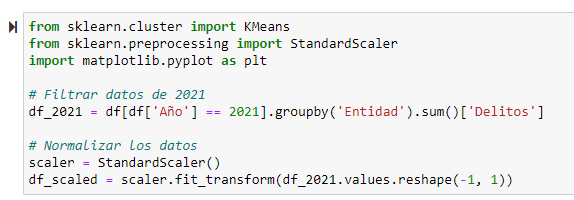 from sklearn.cluster import KMeans
from sklearn.preprocessing import StandardScaler
import matplotlib.pyplot as plt
# Filtrar datos de 2021
df_2021 = df[df['Año'] == 2021].groupby('Entidad').sum()['Delitos']
# Normalizar los datos
scaler = StandardScaler()
df_scaled = scaler.fit_transform(df_2021.values.reshape(-1, 1))